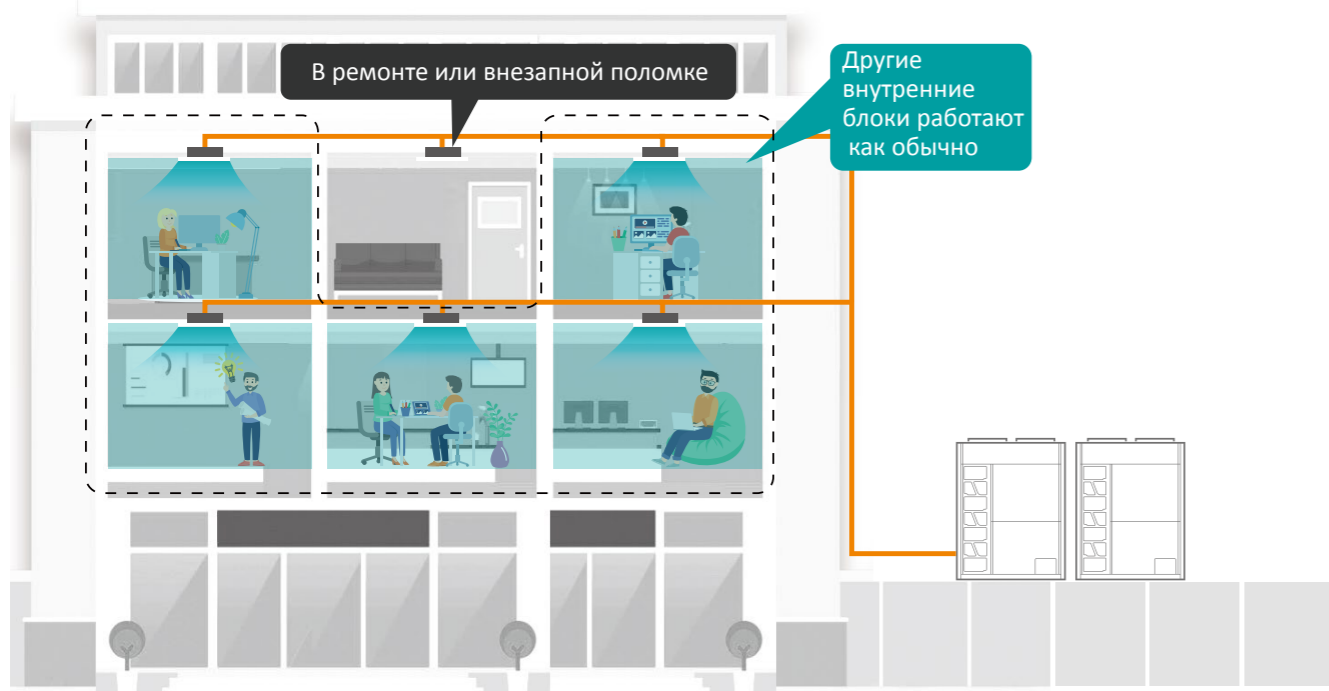 В ремонте или внезапной поломке
Другие
внутренние
блоки работают
как обычно